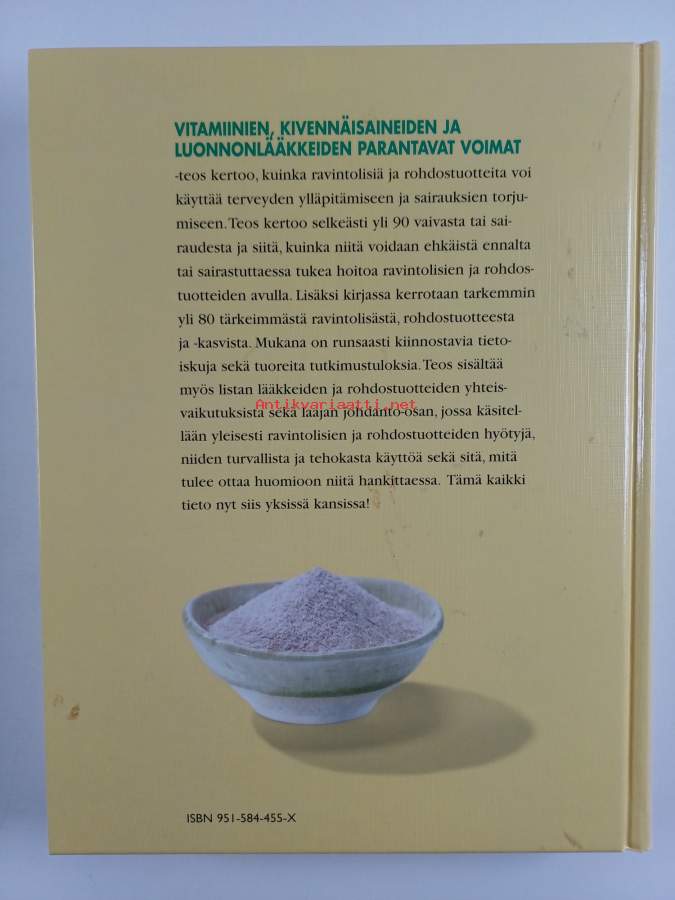 VITAMIINIEN, KIVENNÄISAINEIDEN JA
LUONNONLÄÄKKEIDEN PARANTAVAT VOIMAT
-teos kertoo, kuinka ravintolisiä ja rohdostuotteita voi
käyttää terveyden ylläpitämiseen ja sairauksien torju-
miseen. Teos kertoo selkeästi yli 90 vaivasta tai sai-
raudesta ja siitä, kuinka niitä voidaan ehkäistä ennalta
tai sairastuttaessa tukea hoitoa ravintolisien ja rohdos-
tuotteiden avulla. Lisäksi kirjassa kerrotaan tarkemmin
yli 80 tärkeimmästä ravintolisästä, rohdostuotteesta
ja -kasvista. Mukana on runsaasti kiinnostavia tieto-
iskuja sekä tuoreita tutkimustuloksia. Teos sisältää
myös listan lääkkeiden ja rohdostuotteiden yhteis-
Antikvariaatti.net
vaikutuksista sekä laajan johdanto-osan, jossa käsitel-
lään yleisesti ravintolisien ja rohdostuotteiden hyötyjä,
niiden turvallista ja tehokasta käyttöä sekä sitä, mitä
tulee ottaa huomioon niitä hankittaessa. Tämä kaikki
tieto nyt siis yksissä kansissa!
ISBN 951-584-455-X